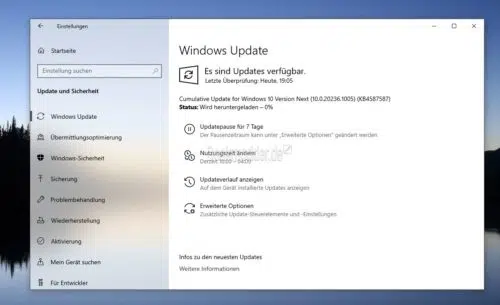 Einstellungen
Startseite
Einstellung suchen
Update und Sicherheit
Windows Update
Übermittlungsoptimierung
Windows-Sicherheit
Sicherung
Problembehandlung
Wiederherstellung
Aktivierung
Mein Gerät suchen
Für Entwickler
Windows Update
Es sind Updates verfügbar.
Letzte Überprüfung: Heute, 19:05
Cumulative Update for Windows 10 Version Next (10.0.20236.1005) (KB4587587)
Status: Wird heruntergeladen – 0%
Updatepause für 7 Tage
Der Pausenzeitraum kann unter „Erweiterte Optionen" geändert werden
Nutzungszeit ändern
Derzeit 10:00 – 04:00
Updateverlauf anzeigen
Auf dem Gerät installierte Updates anzeigen
Erweiterte Optionen
Zusätzliche Update-Steuerelemente und -Einstellungen
Infos zu den neuesten Updates
Weitere Informationen